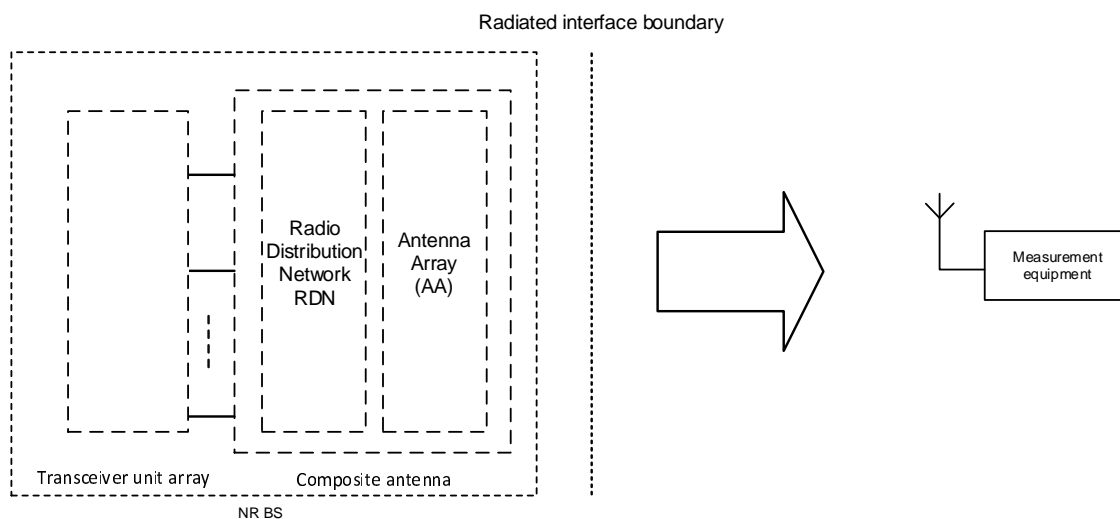 Radiated interface boundary
Radio
Distribution
Network
RDN
Antenna
Array
(AA)
Measurement
equipment
Transceiver unit array
Composite antenna
NR BS